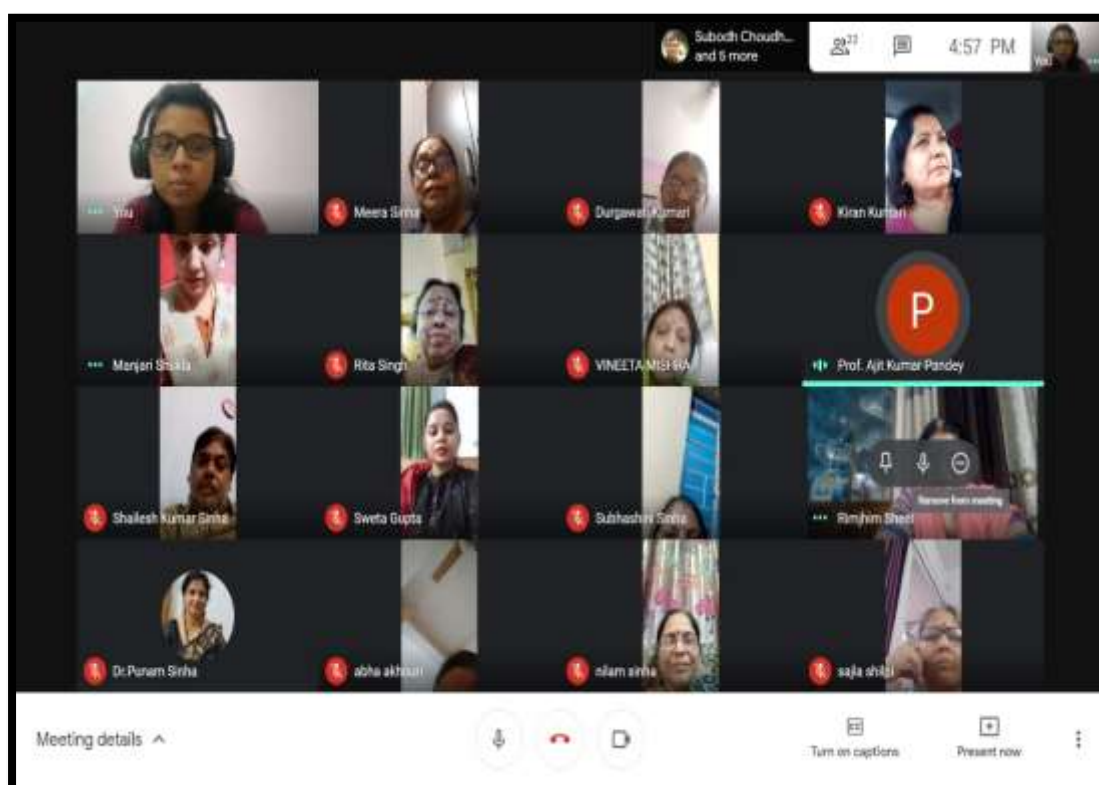 Subodh Choudh...
and 5 more
22
4:57 PM
You
You
Meera Sinha
Durgawati Kumari
Kiran Kumari
Manjari Shukla
Rita Singh
VINEETA MISHRA
P
Prof. Ajit Kumar Pandey
Shailesh Kumar Sinha
Sweta Gupta
Subhashini Sinha
Remove from meeting
Rimjhim Sheel
Dr.Punam Sinha
abha akhouri
nilam sinha
sajla shilpi
Meeting details
Turn on captions
Present now